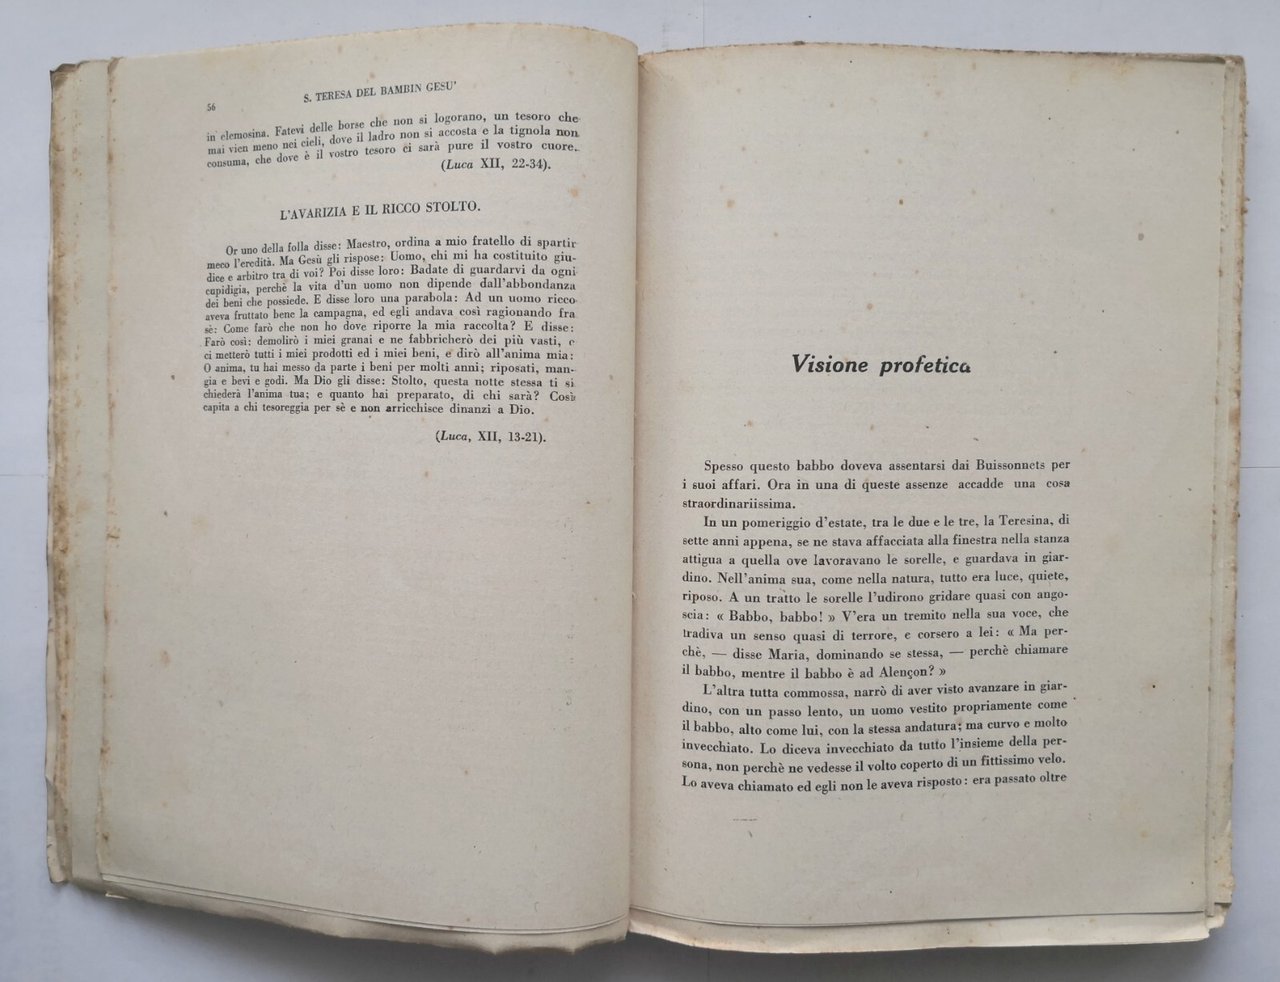 56
S. TERESA DEL BAMBIN GESU'
in elemosina. Fatevi delle borse che non si logorano, un tesoro che
mai vien meno nei cieli, dove il ladro non si accosta e la tignola non
consuma, che dove è il vostro tesoro ci sarà pure il vostro cuore.
(Luca XII, 22-34).
L'AVARIZIA E IL RICCO STOLTO.
Or uno della folla disse: Maestro, ordina a mio fratello di spartir
meco l'eredità. Ma Gesù gli rispose: Uomo, chi mi ha costituito giu-
dice e arbitro tra di voi? Poi disse loro: Badate di guardarvi da ogni
cupidigia, perchè la vita d'un uomo non dipende dall'abbondanza
dei beni che possiede. E disse loro una parabola: Ad un uomo ricco
aveva fruttato bene la campagna, ed egli andava così ragionando fra
sè: Come farò che non ho dove riporre la mia raccolta? E disse:
Farò così: demolirò i miei granai e ne fabbricherò dei più vasti, e
ci metterò tutti i miei prodotti ed i miei beni, e dirò all'anima mia:
O anima, tu hai messo da parte i beni per molti anni; riposati, man-
gia e bevi e godi. Ma Dio gli disse: Stolto, questa notte stessa ti si
chiederà l'anima tua; e quanto hai preparato, di chi sarà? Così
capita a chi tesoreggia per sè e non arricchisce dinanzi a Dio.
(Luca, XII, 13-21).
Visione profetica
Spesso questo babbo doveva assentarsi dai Buissonnets per
i suoi affari. Ora in una di queste assenze accadde una cosa
straordinariissima.
In un pomeriggio d'estate, tra le due e le tre, la Teresina, di
sette anni appena, se ne stava affacciata alla finestra nella stanza
attigua a quella ove lavoravano le sorelle, e guardava in giar-
dino. Nell'anima sua, come nella natura, tutto era luce, quiete,
riposo. A un tratto le sorelle l'udirono gridare quasi con ango-
scia: « Babbo, babbo! » V'era un tremito nella sua voce, che
tradiva un senso quasi di terrore, e corsero a lei: « Ma per-
chè, — disse Maria, dominando se stessa, — perchè chiamare
il babbo, mentre il babbo è ad Alençon? »
L'altra tutta commossa, narrò di aver visto avanzare in giar-
dino, con un passo lento, un uomo vestito propriamente come
il babbo, alto come lui, con la stessa andatura; ma curvo e molto
invecchiato. Lo diceva invecchiato da tutto l'insieme della per-
sona, non perchè ne vedesse il volto coperto di un fittissimo velo.
Lo aveva chiamato ed egli non le aveva risposto: era passato oltre